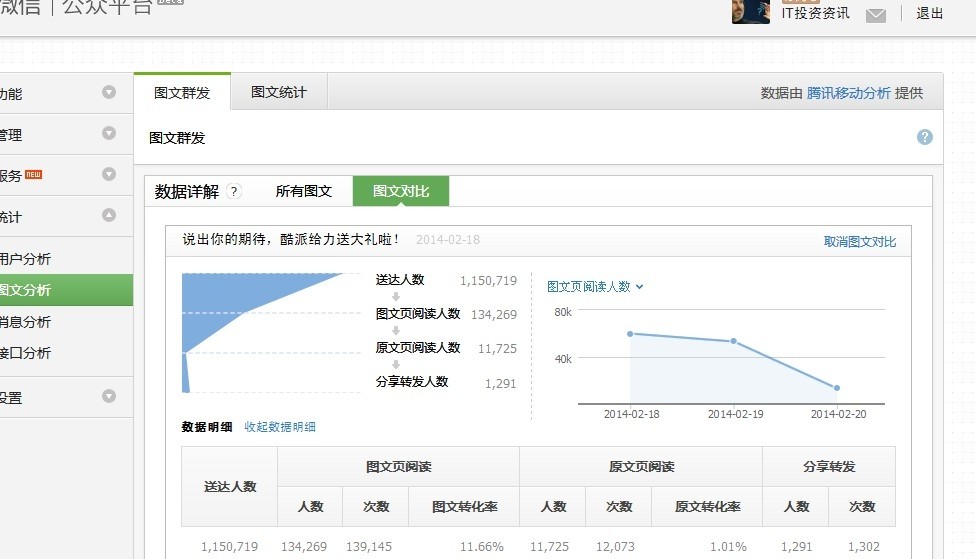 微信 | 公众平台 Beta
IT投资资讯 | 退出
功能
管理
服务 NEW
统计
用户分析
图文分析
消息分析
接口分析
设置
图文群发 图文统计 数据由 腾讯移动分析 提供
图文群发 ?
数据详解 ? 所有图文 图文对比
说出你的期待，酷派给力送大礼啦！ 2014-02-18 取消图文对比
送达人数 1,150,719
图文页阅读人数 134,269
原文页阅读人数 11,725
分享转发人数 1,291
图文页阅读人数
80k
40k
2014-02-18 2014-02-19 2014-02-20
数据明细 收起数据明细
送达人数 图文页阅读 原文页阅读 分享转发
人数 次数 图文转化率 人数 次数 原文转化率 人数 次数
1,150,719 134,269 139,145 11.66% 11,725 12,073 1.01% 1,291 1,302